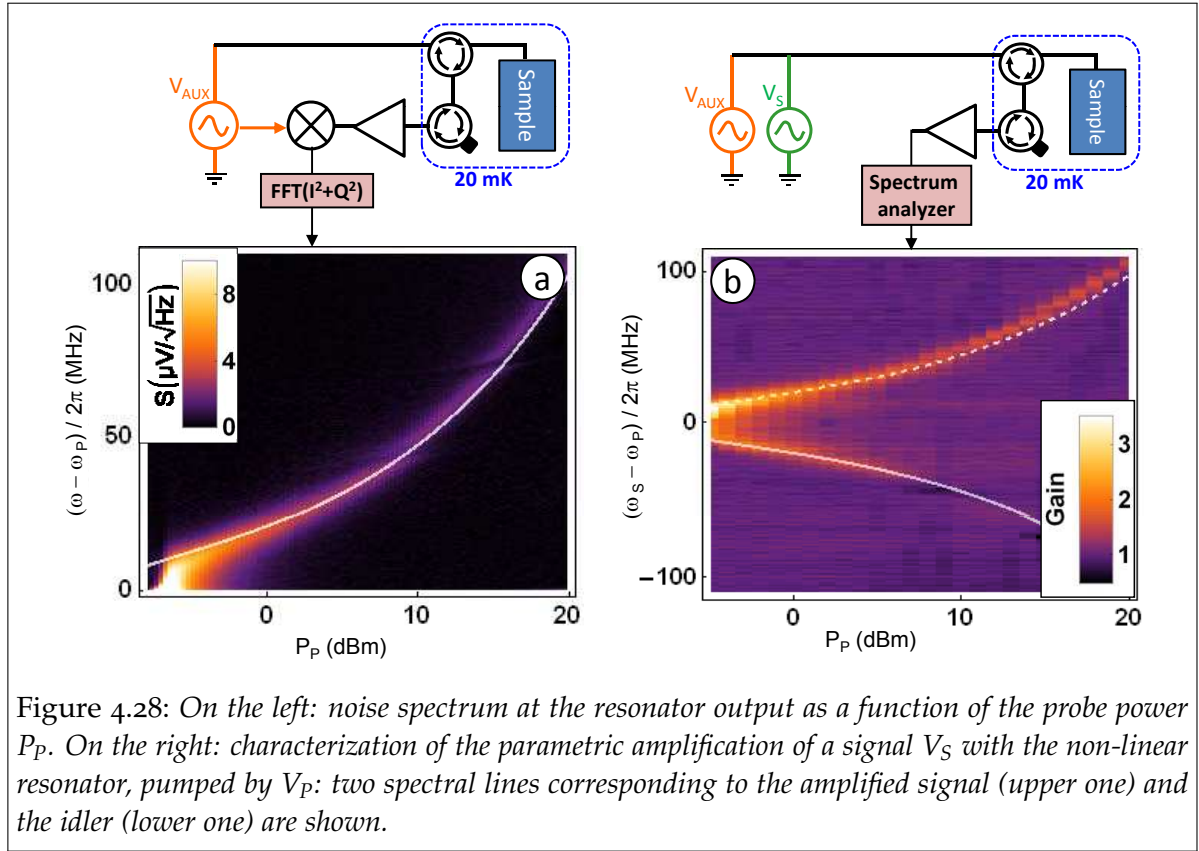 V_AUX
Sample
20 mK
FFT(I²+Q²)
V_AUX
V_S
Sample
20 mK
Spectrum
analyzer
a
S(μV/√Hz)
8
4
0
100
50
0
(ω − ω_P) / 2π (MHz)
0
10
20
P_P (dBm)
b
100
0
−100
(ω_S − ω_P) / 2π (MHz)
Gain
3
2
1
0
10
20
P_P (dBm)
Figure 4.28: On the left: noise spectrum at the resonator output as a function of the probe power
P_P. On the right: characterization of the parametric amplification of a signal V_S with the non-linear
resonator, pumped by V_P: two spectral lines corresponding to the amplified signal (upper one) and
the idler (lower one) are shown.